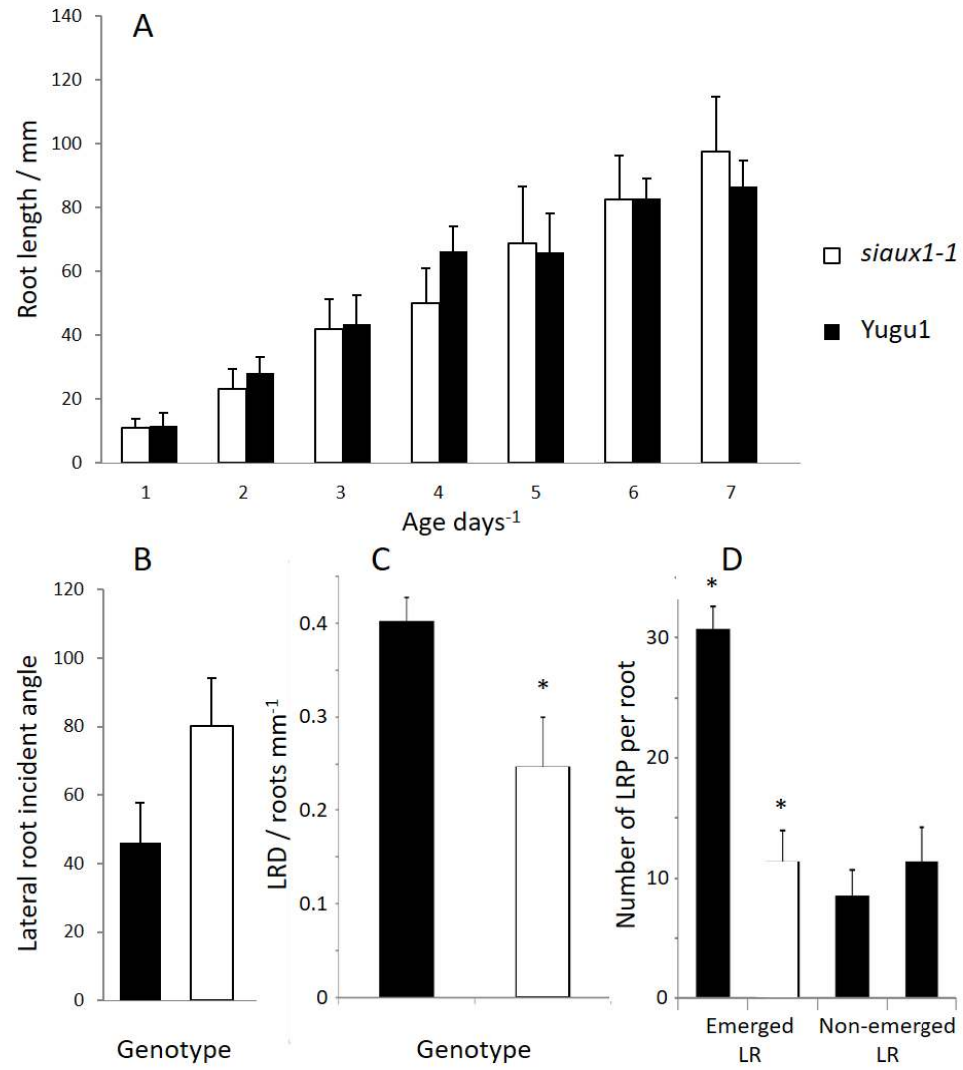 A
140
120
100
80
60
40
20
0
Root length / mm
1 2 3 4 5 6 7
Age days-1
siaux1-1
Yugu1
B
120
100
80
60
40
20
0
Lateral root incident angle
Genotype
C
0.4
0.3
0.2
0.1
0
LRD / roots mm-1
*
Genotype
D
30
20
10
0
Number of LRP per root
*
*
Emerged
LR
Non-emerged
LR